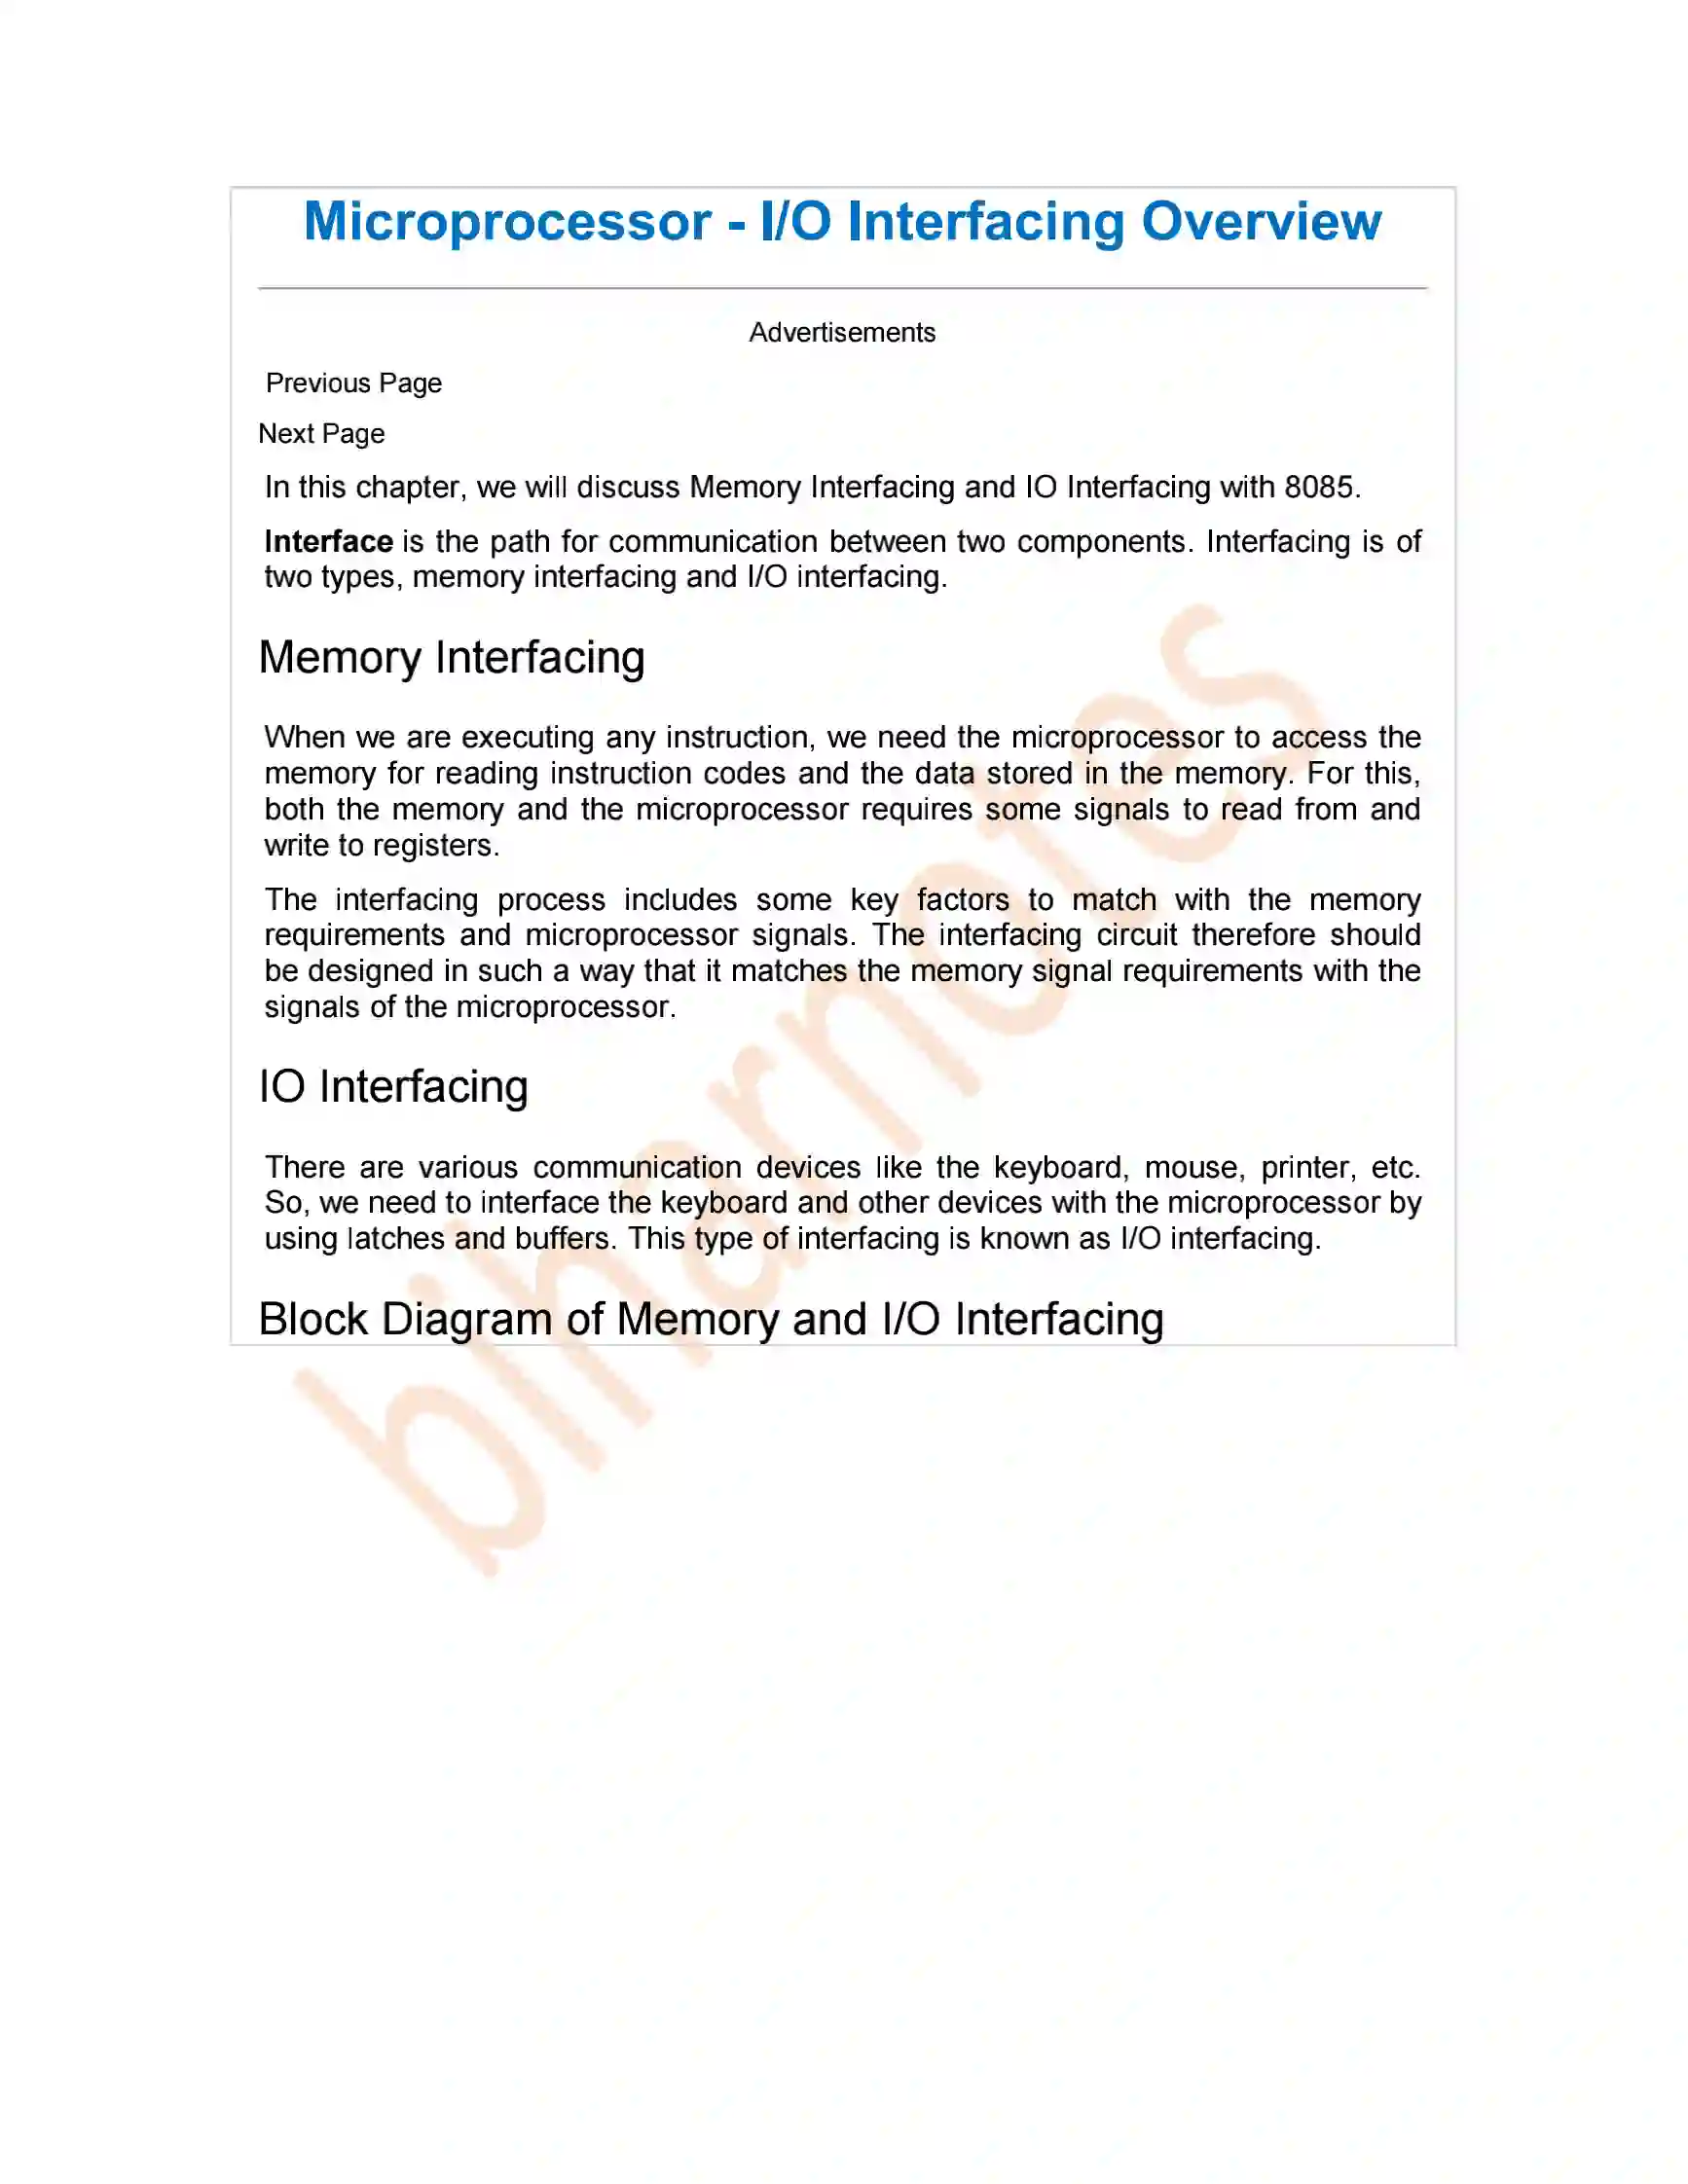 Microprocessor - I/O Interfacing Overview
Advertisements
Previous Page
Next Page
In this chapter, we will discuss Memory Interfacing and IO Interfacing with 8085.
Interface is the path for communication between two components. Interfacing is of
two types, memory interfacing and I/O interfacing.
Memory Interfacing
When we are executing any instruction, we need the microprocessor to access the
memory for reading instruction codes and the data stored in the memory. For this,
both the memory and the microprocessor requires some signals to read from and
write to registers.
The interfacing process includes some key factors to match with the memory
requirements and microprocessor signals. The interfacing circuit therefore should
be designed in such a way that it matches the memory signal requirements with the
signals of the microprocessor.
IO Interfacing
There are various communication devices like the keyboard, mouse, printer, etc.
So, we need to interface the keyboard and other devices with the microprocessor by
using latches and buffers. This type of interfacing is known as I/O interfacing.
Block Diagram of Memory and I/O Interfacing
biharnotes